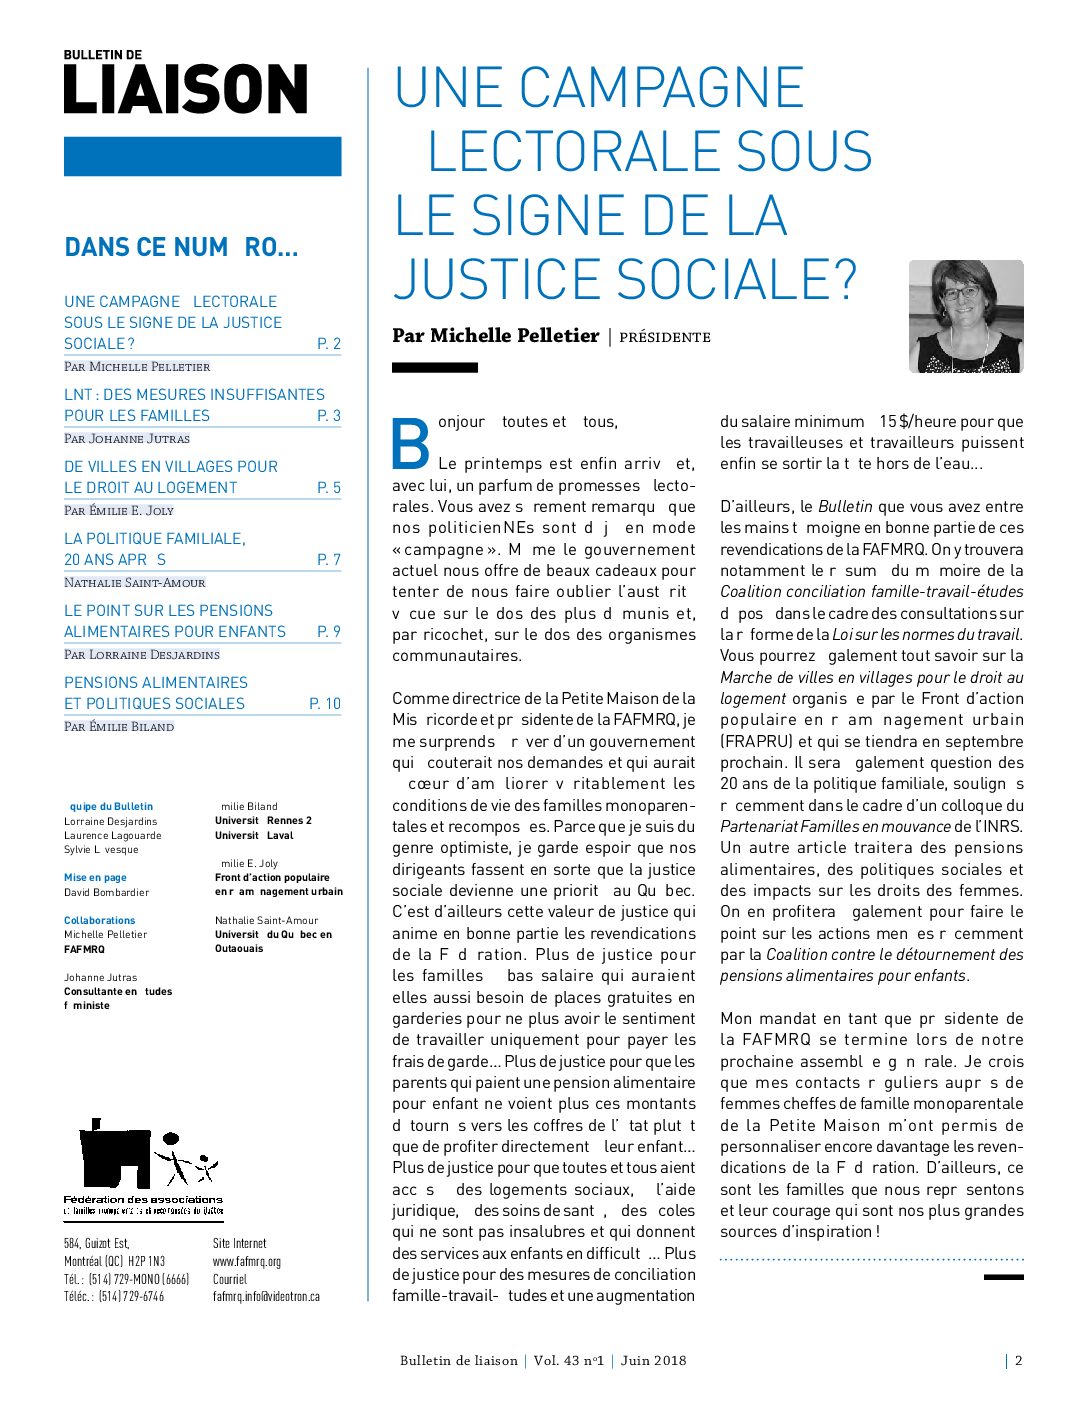 BULLETIN DE
LIAISON
DANS CE NUM RO...
UNE CAMPAGNE LECTORALE
SOUS LE SIGNE DE LA JUSTICE
SOCIALE ? P. 2
Par Michelle Pelletier
LNT : DES MESURES INSUFFISANTES
POUR LES FAMILLES P. 3
Par Johanne Jutras
DE VILLES EN VILLAGES POUR
LE DROIT AU LOGEMENT P. 5
Par Émilie E. Joly
LA POLITIQUE FAMILIALE,
20 ANS APR S P. 7
Nathalie Saint-Amour
LE POINT SUR LES PENSIONS
ALIMENTAIRES POUR ENFANTS P. 9
Par Lorraine Desjardins
PENSIONS ALIMENTAIRES
ET POLITIQUES SOCIALES P. 10
Par Émilie Biland
quipe du Bulletin
Lorraine Desjardins
Laurence Lagouarde
Sylvie L vesque
Mise en page
David Bombardier
Collaborations
Michelle Pelletier
FAFMRQ
Johanne Jutras
Consultante en tudes
f ministe
milie Biland
Universit Rennes 2
Universit Laval
milie E. Joly
Front d'action populaire
en r am nagement urbain
Nathalie Saint-Amour
Universit du Qu bec en
Outaouais
Fédération des associations
584, Guizot Est,
Montréal (QC) H2P 1N3
Tél. : (514) 729-MONO (6666)
Téléc. : (514) 729-6746
Site Internet
www.fafmrq.org
Courriel
fafmrq.info@videotron.ca
UNE CAMPAGNE
LECTORALE SOUS
LE SIGNE DE LA
JUSTICE SOCIALE ?
Par Michelle Pelletier | PRÉSIDENTE
Bonjour toutes et tous,
Le printemps est enfin arriv et,
avec lui, un parfum de promesses lecto-
rales. Vous avez s rement remarqu que
nos politicienNEs sont d j en mode
« campagne ». M me le gouvernement
actuel nous offre de beaux cadeaux pour
tenter de nous faire oublier l'aust rit
v cue sur le dos des plus d munis et,
par ricochet, sur le dos des organismes
communautaires.
Comme directrice de la Petite Maison de la
Mis ricorde et pr sidente de la FAFMRQ, je
me surprends r ver d'un gouvernement
qui couterait nos demandes et qui aurait
cœur d'am liorer v ritablement les
conditions de vie des familles monoparen-
tales et recompos es. Parce que je suis du
genre optimiste, je garde espoir que nos
dirigeants fassent en sorte que la justice
sociale devienne une priorit au Qu bec.
C'est d'ailleurs cette valeur de justice qui
anime en bonne partie les revendications
de la F d ration. Plus de justice pour
les familles bas salaire qui auraient
elles aussi besoin de places gratuites en
garderies pour ne plus avoir le sentiment
de travailler uniquement pour payer les
frais de garde... Plus de justice pour que les
parents qui paient une pension alimentaire
pour enfant ne voient plus ces montants
d tourn s vers les coffres de l' tat plut t
que de profiter directement leur enfant...
Plus de justice pour que toutes et tous aient
acc s des logements sociaux, l'aide
juridique, des soins de sant , des coles
qui ne sont pas insalubres et qui donnent
des services aux enfants en difficult ... Plus
de justice pour des mesures de conciliation
famille-travail- tudes et une augmentation
du salaire minimum 15 $/heure pour que
les travailleuses et travailleurs puissent
enfin se sortir la t te hors de l'eau...
D'ailleurs, le Bulletin que vous avez entre
les mains t moigne en bonne partie de ces
revendications de la FAFMRQ. On y trouvera
notamment le r sum du m moire de la
Coalition conciliation famille-travail-études
d pos dans le cadre des consultations sur
la r forme de la Loi sur les normes du travail.
Vous pourrez galement tout savoir sur la
Marche de villes en villages pour le droit au
logement organis e par le Front d'action
populaire en r am nagement urbain
(FRAPRU) et qui se tiendra en septembre
prochain. Il sera galement question des
20 ans de la politique familiale, soulign s
r cemment dans le cadre d'un colloque du
Partenariat Familles en mouvance de l'INRS.
Un autre article traitera des pensions
alimentaires, des politiques sociales et
des impacts sur les droits des femmes.
On en profitera galement pour faire le
point sur les actions men es r cemment
par la Coalition contre le détournement des
pensions alimentaires pour enfants.
Mon mandat en tant que pr sidente de
la FAFMRQ se termine lors de notre
prochaine assembl e g n rale. Je crois
que mes contacts r guliers aupr s de
femmes cheffes de famille monoparentale
de la Petite Maison m'ont permis de
personnaliser encore davantage les reven-
dications de la F d ration. D'ailleurs, ce
sont les familles que nous repr sentons
et leur courage qui sont nos plus grandes
sources d'inspiration !
Bulletin de liaison | Vol. 43 nº1 | Juin 2018 | 2